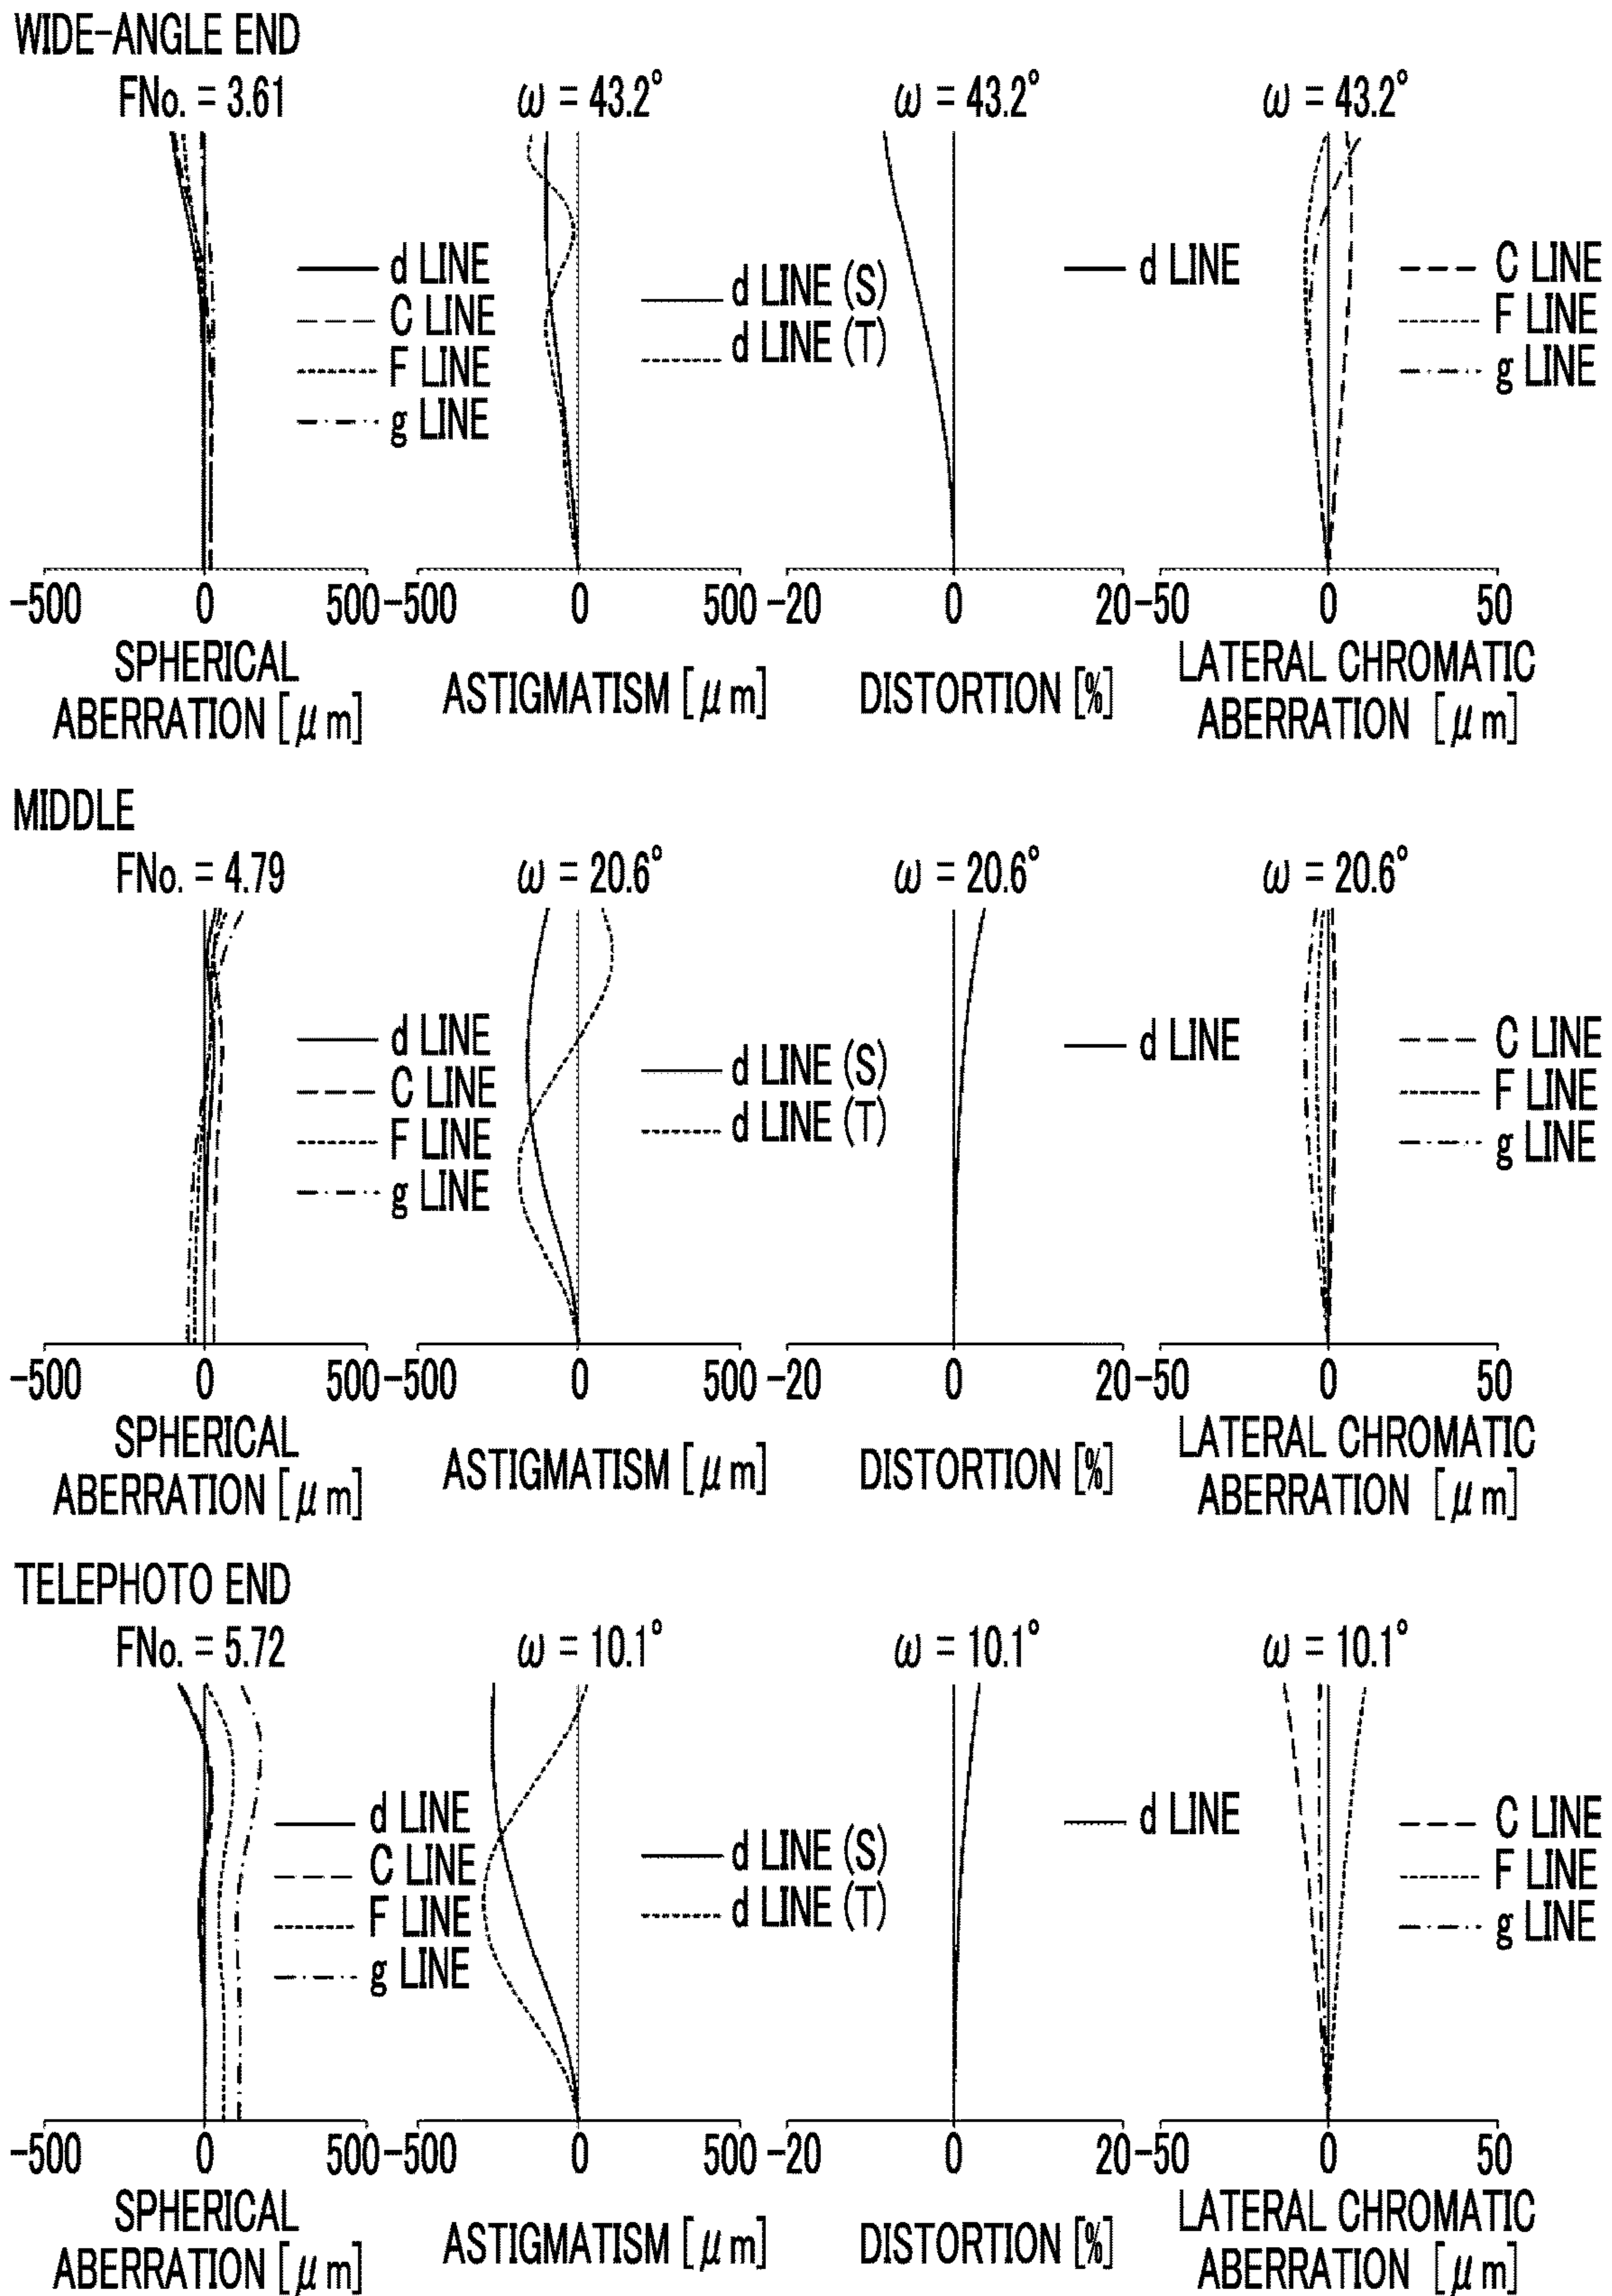 WIDE-ANGLE END
FNo. = 3.61
ω = 43.2°
ω = 43.2°
ω = 43.2°
d LINE
C LINE
F LINE
g LINE
d LINE (S)
d LINE (T)
d LINE
C LINE
F LINE
g LINE
-500 0 500
-500 0 500
-20 0 20
-50 0 50
SPHERICAL
ABERRATION [μm]
ASTIGMATISM [μm]
DISTORTION [%]
LATERAL CHROMATIC
ABERRATION [μm]
MIDDLE
FNo. = 4.79
ω = 20.6°
ω = 20.6°
ω = 20.6°
d LINE
C LINE
F LINE
g LINE
d LINE (S)
d LINE (T)
d LINE
C LINE
F LINE
g LINE
-500 0 500
-500 0 500
-20 0 20
-50 0 50
SPHERICAL
ABERRATION [μm]
ASTIGMATISM [μm]
DISTORTION [%]
LATERAL CHROMATIC
ABERRATION [μm]
TELEPHOTO END
FNo. = 5.72
ω = 10.1°
ω = 10.1°
ω = 10.1°
d LINE
C LINE
F LINE
g LINE
d LINE (S)
d LINE (T)
d LINE
C LINE
F LINE
g LINE
-500 0 500
-500 0 500
-20 0 20
-50 0 50
SPHERICAL
ABERRATION [μm]
ASTIGMATISM [μm]
DISTORTION [%]
LATERAL CHROMATIC
ABERRATION [μm]